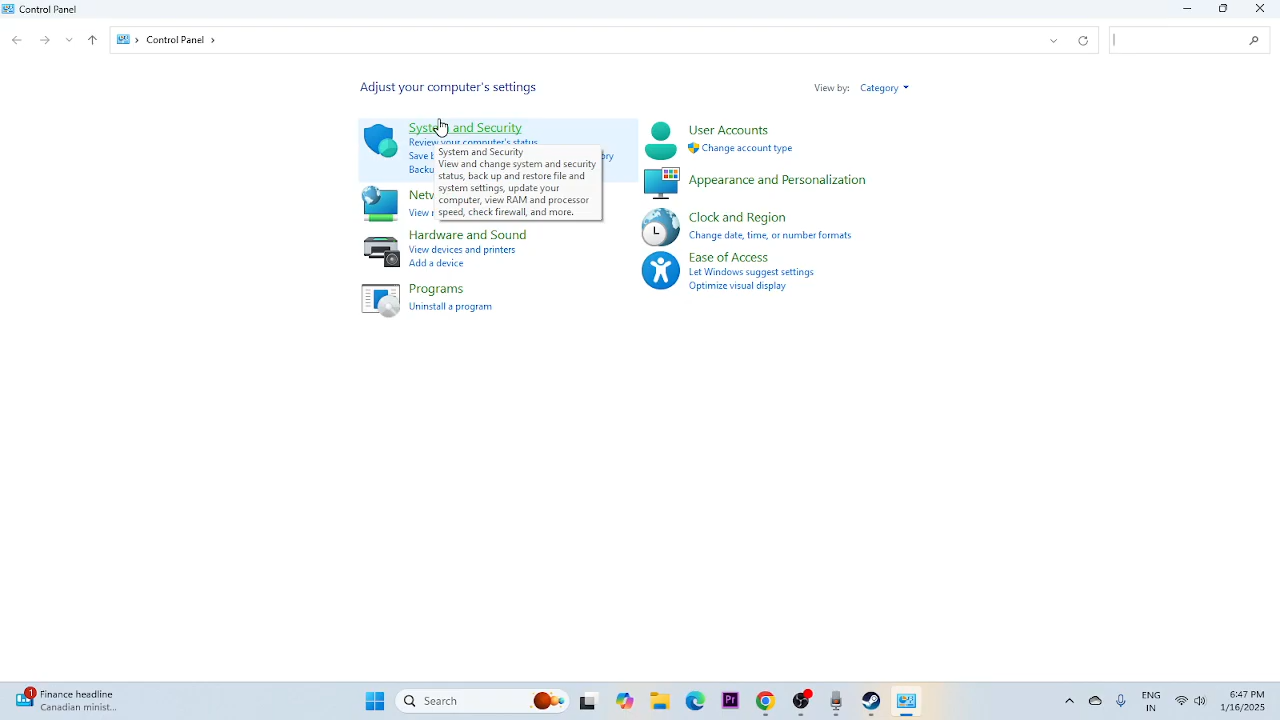 Control Panel
Control Panel
Adjust your computer's settings
View by: Category
System and Security
Review your computer's status
Save
Backu
System and Security
View and change system and security
status, back up and restore file and
system settings, update your
computer, view RAM and processor
speed, check firewall, and more.
Hardware and Sound
View devices and printers
Add a device
Programs
Uninstall a program
User Accounts
Change account type
Appearance and Personalization
Clock and Region
Change date, time, or number formats
Ease of Access
Let Windows suggest settings
Optimize visual display
1
Finance headline
Canadian minist...
Search
Pr
ENG
IN
6:47 PM
1/16/2025